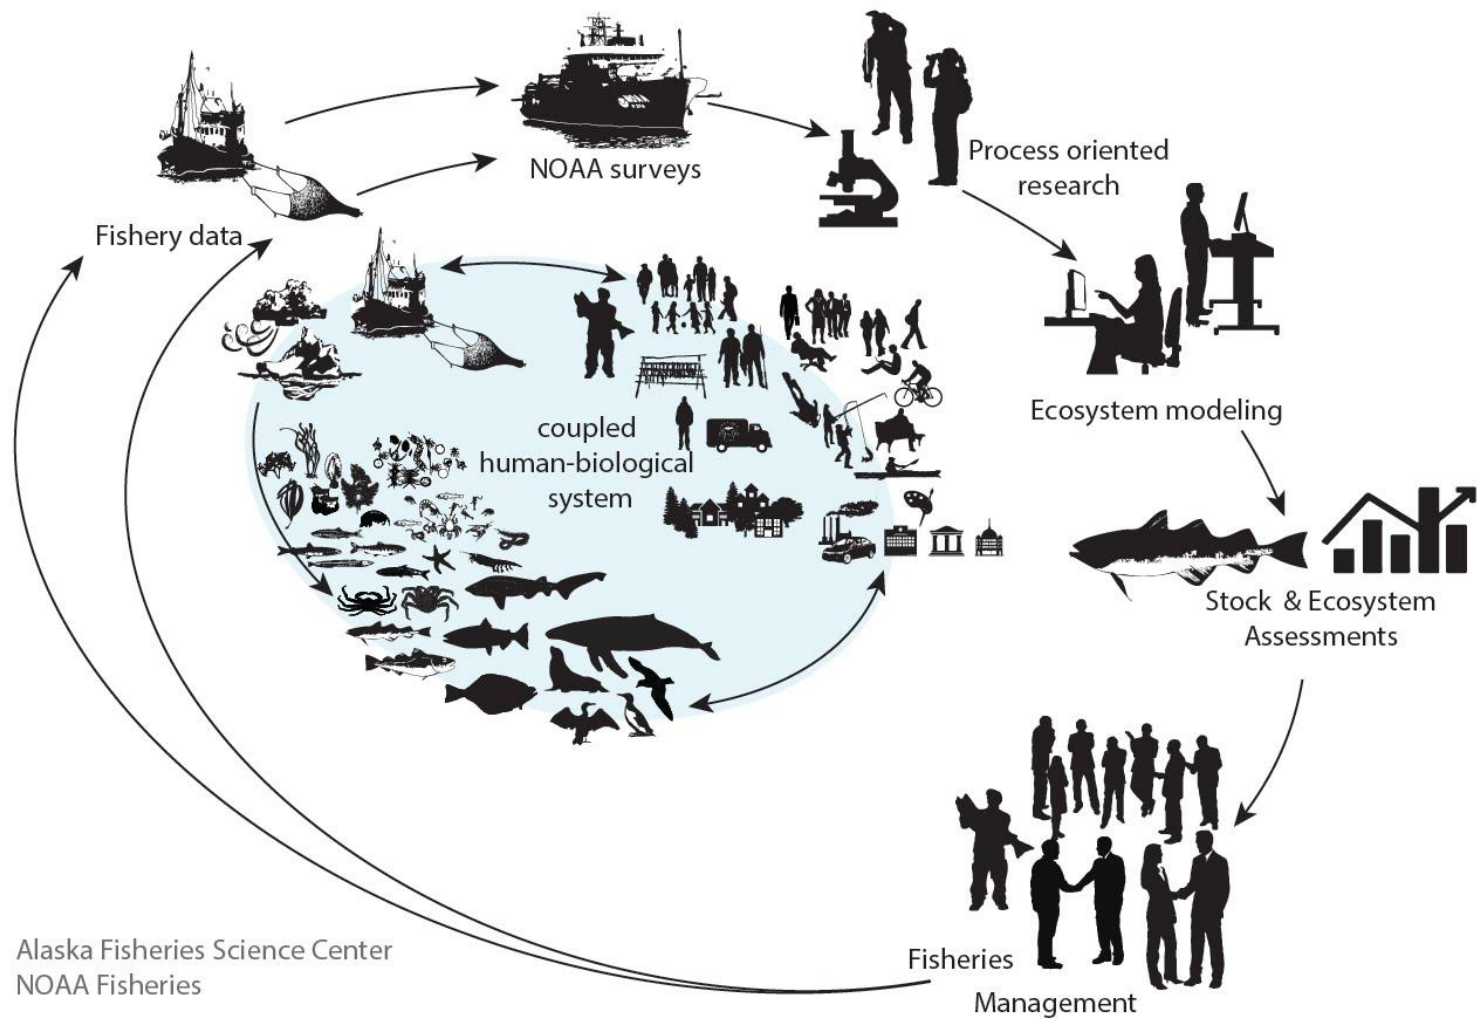 NOAA surveys
Process oriented
research
Fishery data
Ecosystem modeling
coupled
human-biological
system
Stock & Ecosystem
Assessments
Fisheries
Management
Alaska Fisheries Science Center
NOAA Fisheries